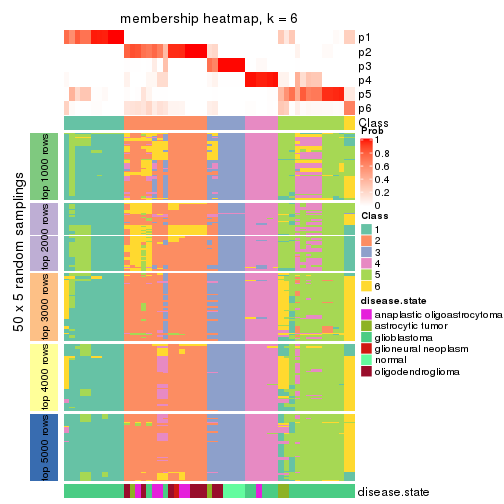 membership heatmap, k = 6
p1
p2
p3
p4
p5
p6
Class
Prob
1
0.8
0.6
0.4
0.2
0
Class
1
2
3
4
5
6
disease.state
anaplastic oligoastrocytoma
astrocytic tumor
glioblastoma
glioneural neoplasm
normal
oligodendroglioma
50 x 5 random samplings
top 1000 rows
top 2000 rows
top 3000 rows
top 4000 rows
top 5000 rows
disease.state